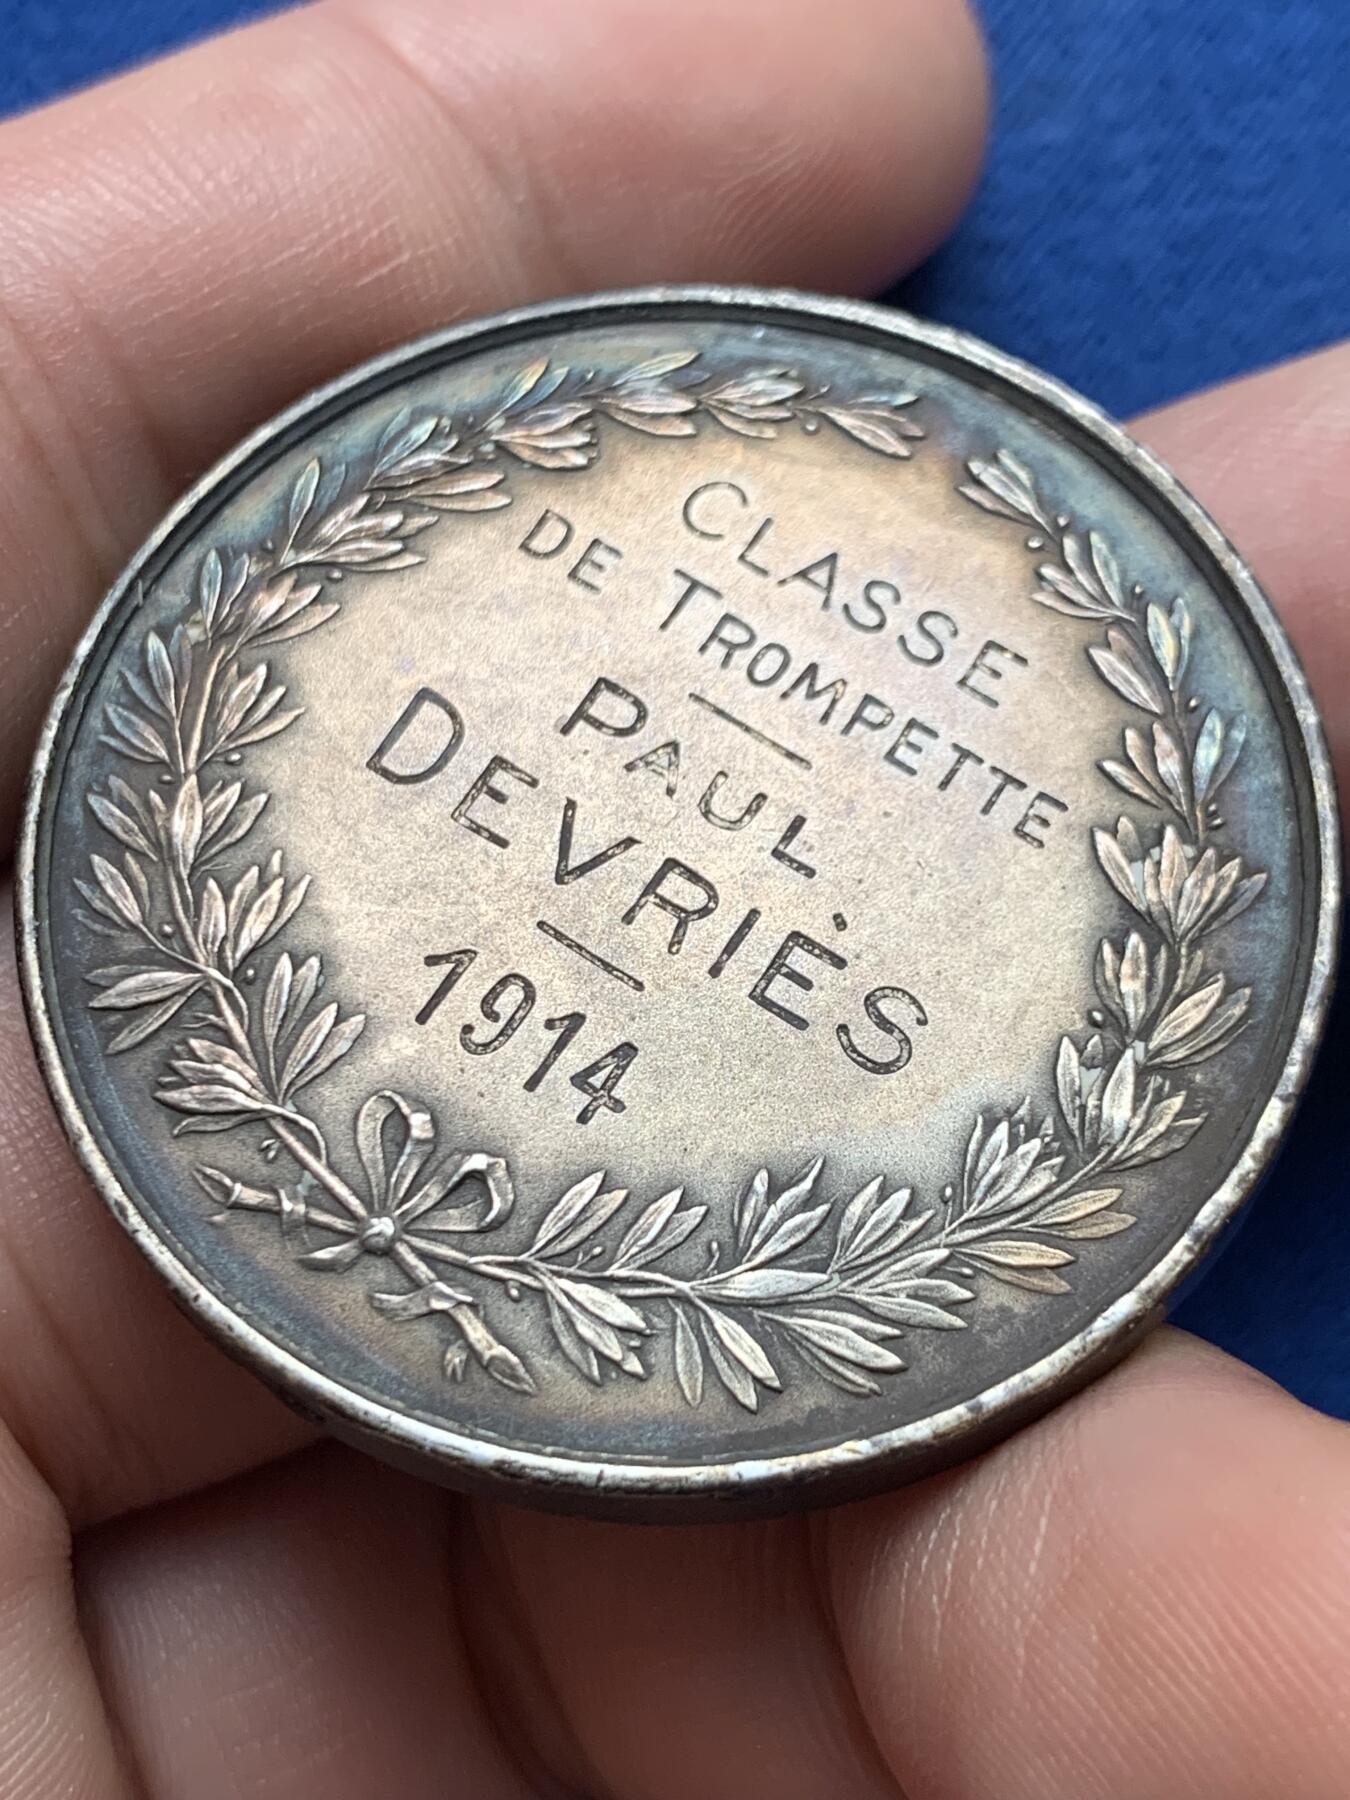 CLASSE
DE TROMPETTE
PAUL
DEVRIÈS
1914